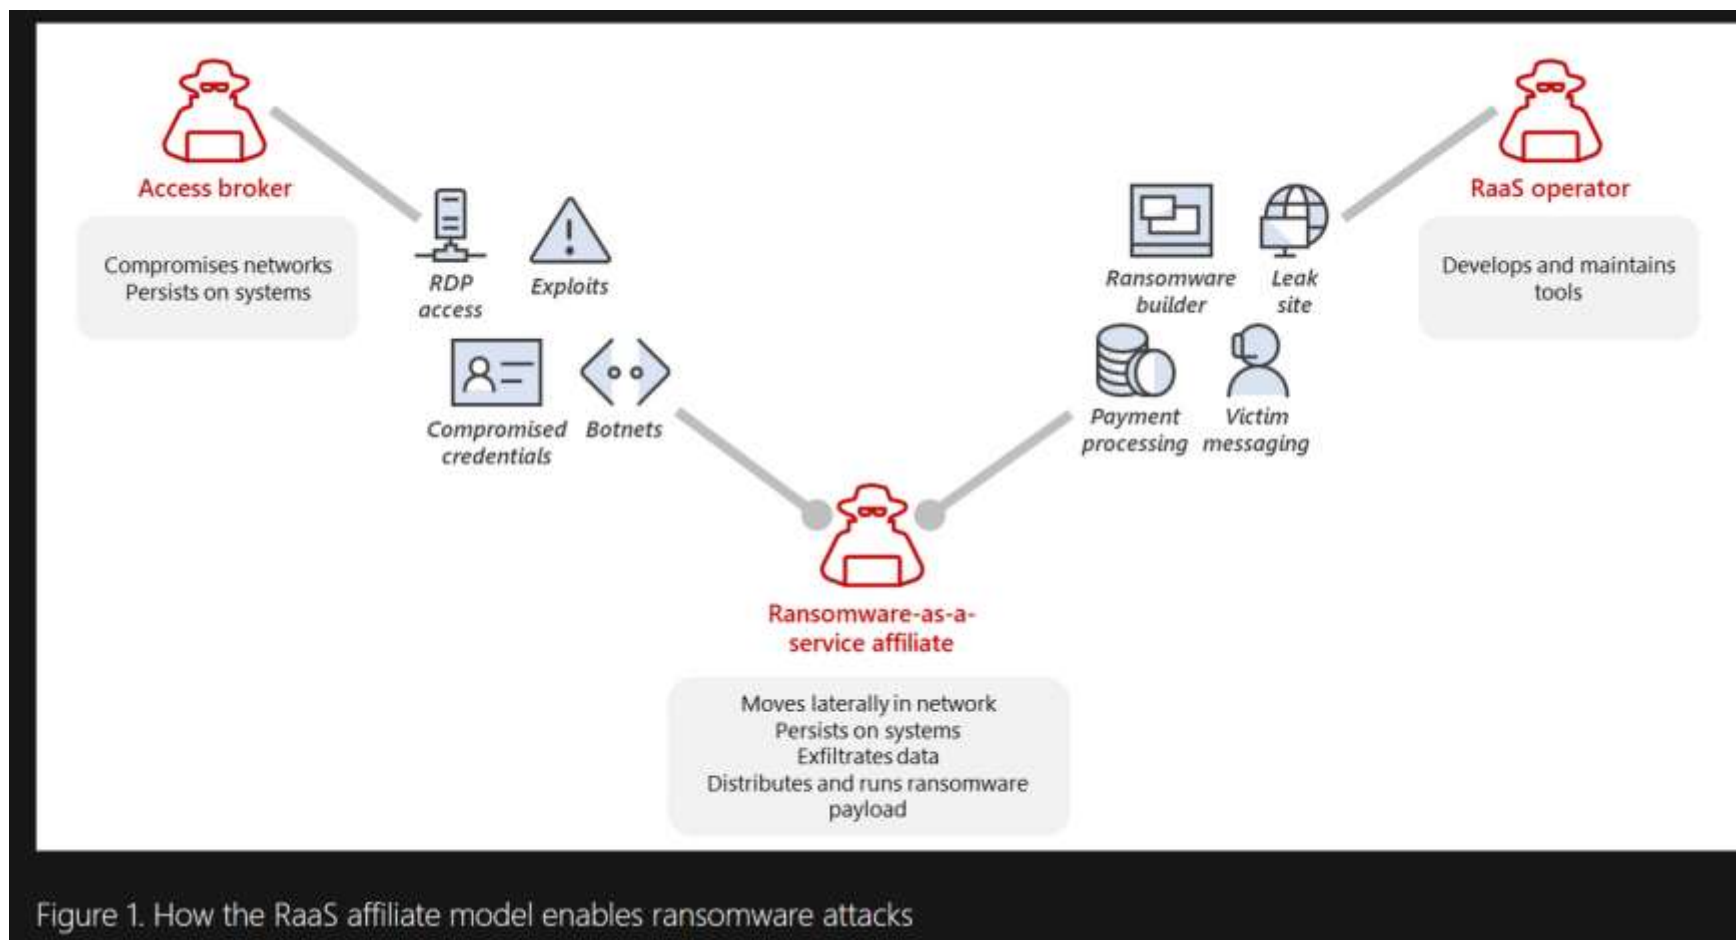 Access broker
Compromises networks
Persists on systems
RDP
access
Exploits
Compromised
credentials
Botnets
RaaS operator
Develops and maintains
tools
Ransomware
builder
Leak
site
Payment
processing
Victim
messaging
Ransomware-as-a-
service affiliate
Moves laterally in network
Persists on systems
Exfiltrates data
Distributes and runs ransomware
payload
Figure 1. How the RaaS affiliate model enables ransomware attacks